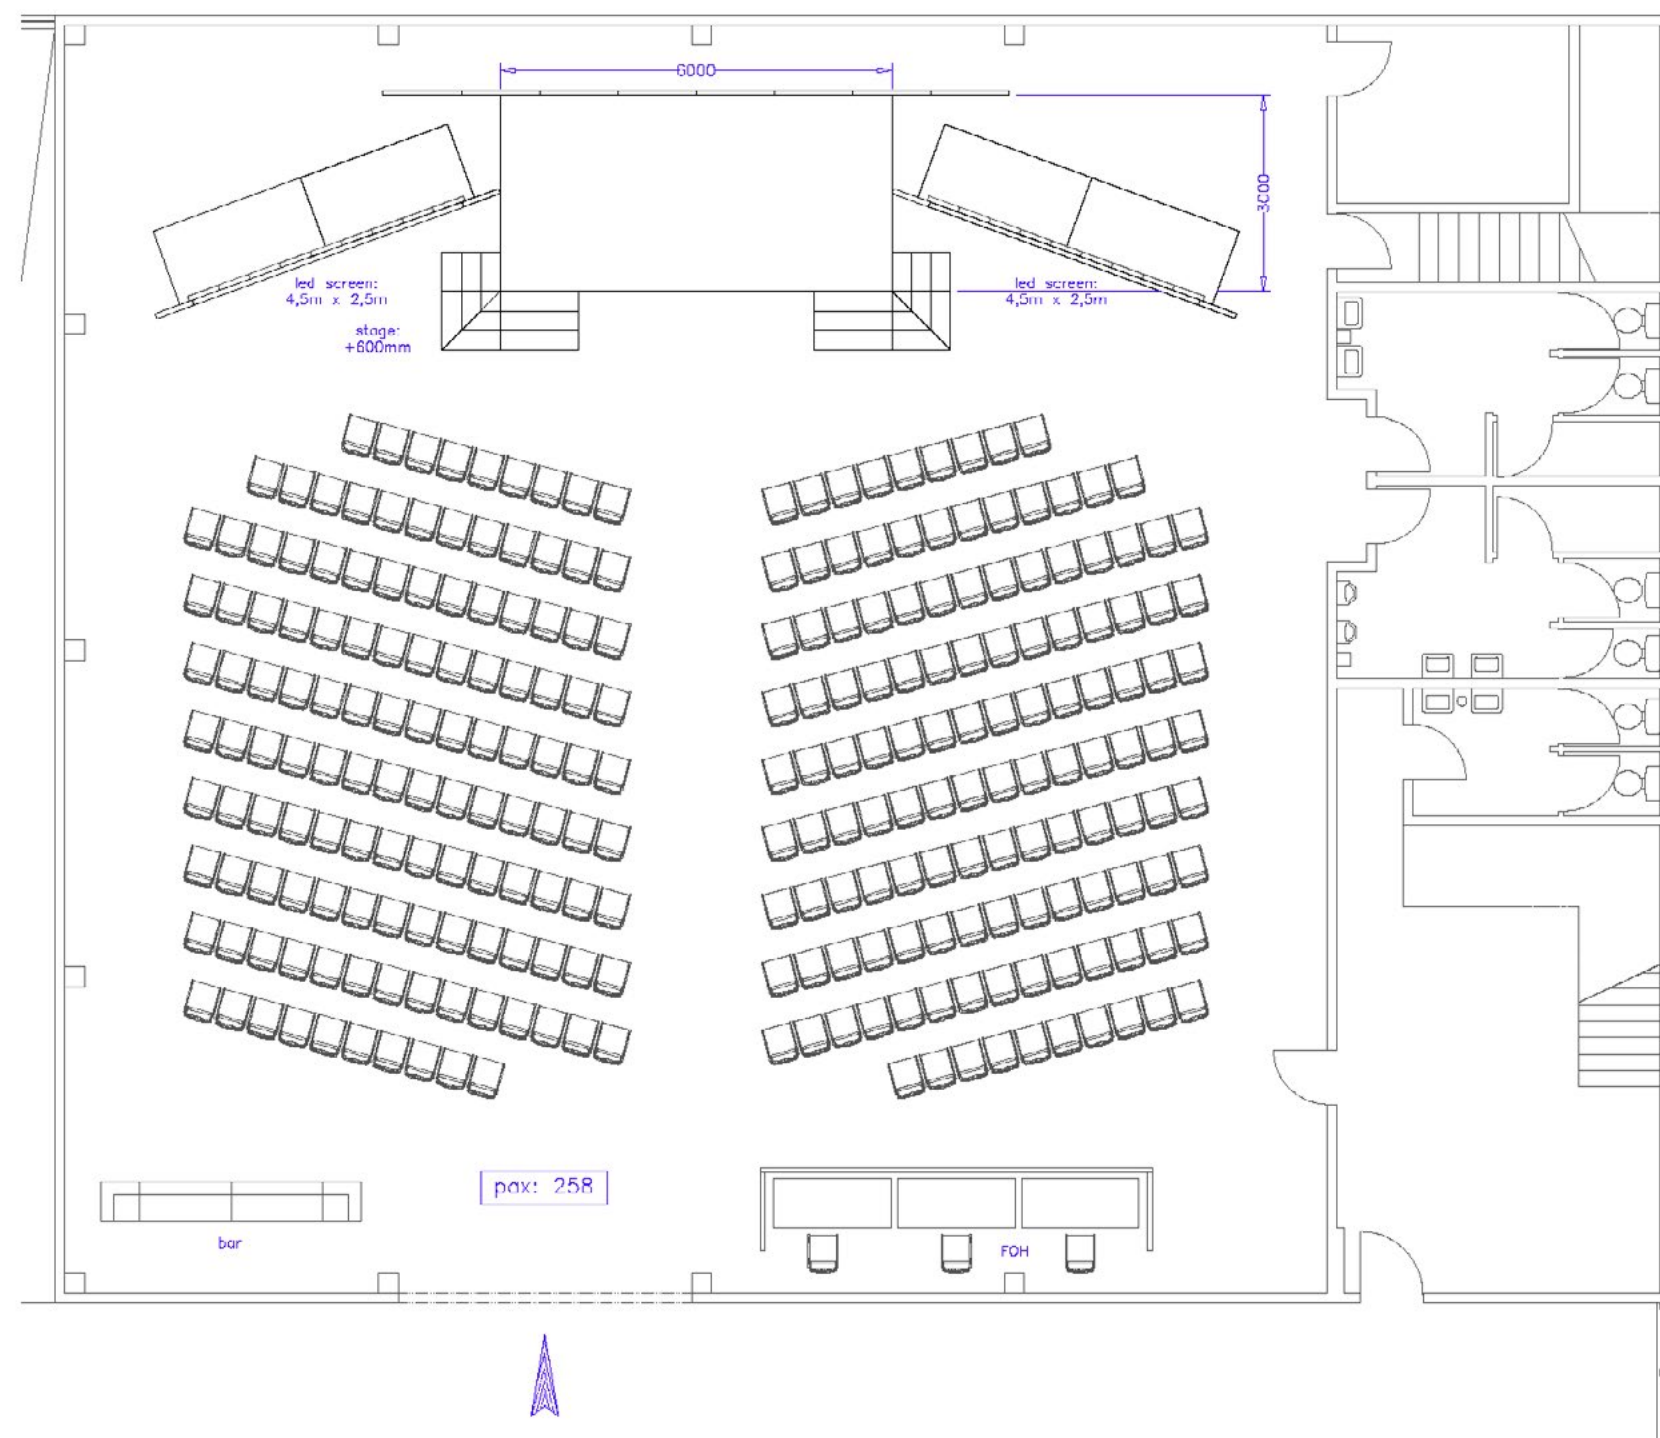 6000
3000
led screen:
4,5m x 2,5m
led screen:
4,5m x 2,5m
stage:
+600mm
pax: 258
bar
FOH